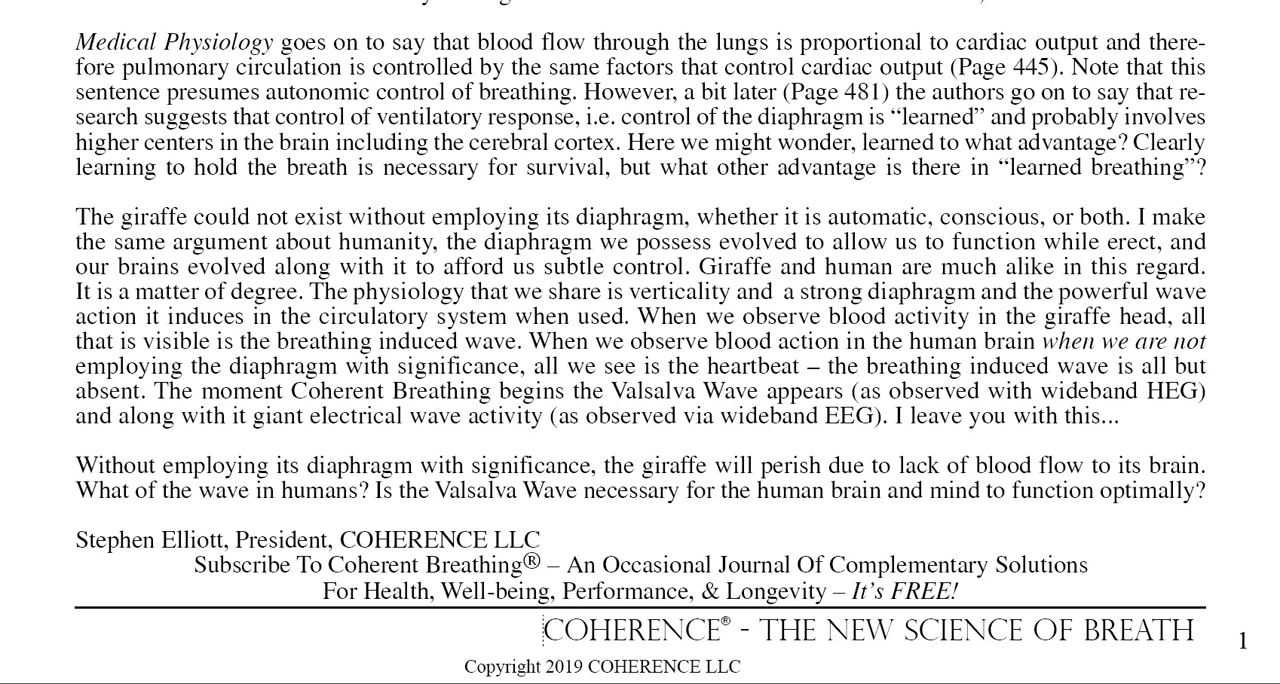 Medical Physiology goes on to say that blood flow through the lungs is proportional to cardiac output and there-
fore pulmonary circulation is controlled by the same factors that control cardiac output (Page 445). Note that this
sentence presumes autonomic control of breathing. However, a bit later (Page 481) the authors go on to say that re-
search suggests that control of ventilatory response, i.e. control of the diaphragm is “learned” and probably involves
higher centers in the brain including the cerebral cortex. Here we might wonder, learned to what advantage? Clearly
learning to hold the breath is necessary for survival, but what other advantage is there in “learned breathing”?
The giraffe could not exist without employing its diaphragm, whether it is automatic, conscious, or both. I make
the same argument about humanity, the diaphragm we possess evolved to allow us to function while erect, and
our brains evolved along with it to afford us subtle control. Giraffe and human are much alike in this regard.
It is a matter of degree. The physiology that we share is verticality and a strong diaphragm and the powerful wave
action it induces in the circulatory system when used. When we observe blood activity in the giraffe head, all
that is visible is the breathing induced wave. When we observe blood action in the human brain when we are not
employing the diaphragm with significance, all we see is the heartbeat – the breathing induced wave is all but
absent. The moment Coherent Breathing begins the Valsalva Wave appears (as observed with wideband HEG)
and along with it giant electrical wave activity (as observed via wideband EEG). I leave you with this...
Without employing its diaphragm with significance, the giraffe will perish due to lack of blood flow to its brain.
What of the wave in humans? Is the Valsalva Wave necessary for the human brain and mind to function optimally?
Stephen Elliott, President, COHERENCE LLC
Subscribe To Coherent Breathing® – An Occasional Journal Of Complementary Solutions
For Health, Well-being, Performance, & Longevity – It’s FREE!
COHERENCE® - THE NEW SCIENCE OF BREATH
1
Copyright 2019 COHERENCE LLC